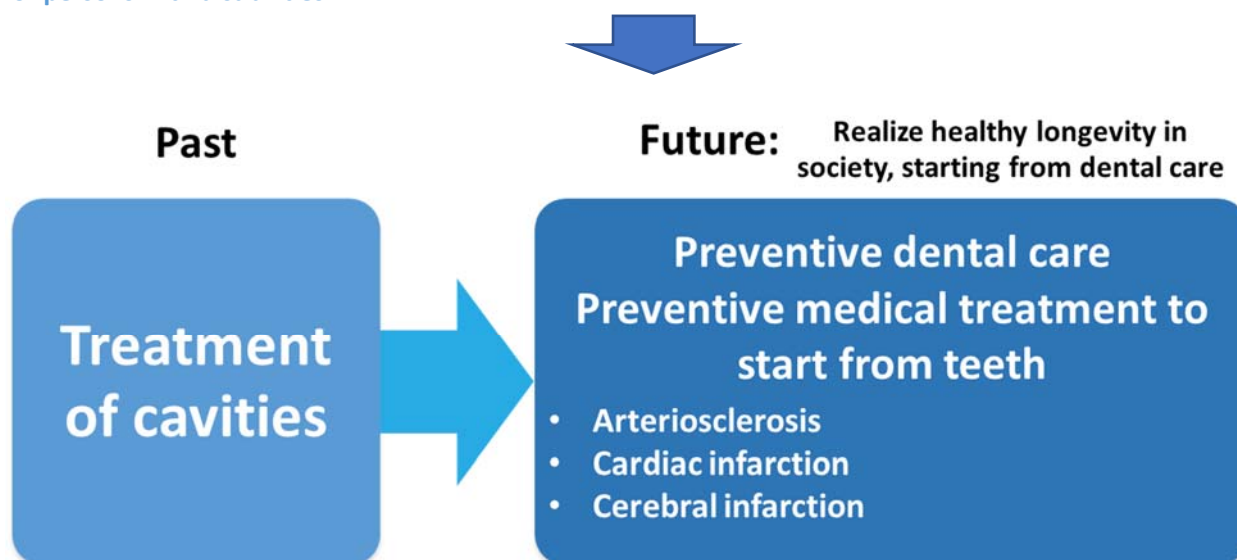 Past
Future:
Realize healthy longevity in
society, starting from dental care
Treatment
of cavities
Preventive dental care
Preventive medical treatment to
start from teeth
• Arteriosclerosis
• Cardiac infarction
• Cerebral infarction